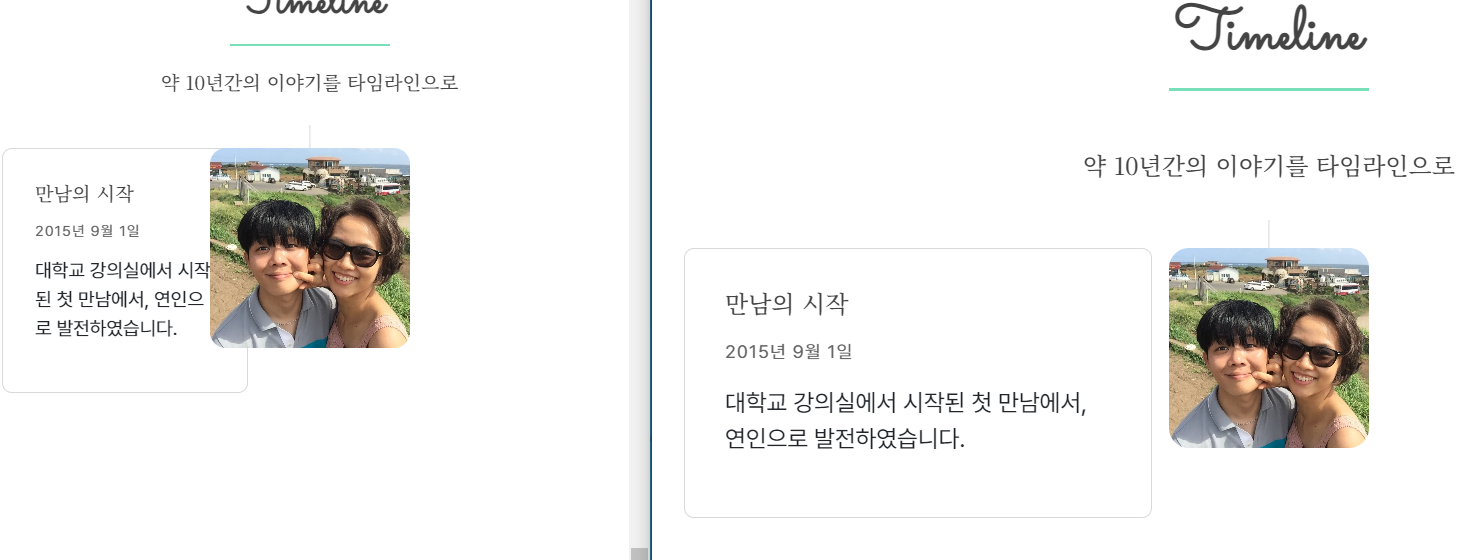 Timeline
약 10년간의 이야기를 타임라인으로
만남의 시작
2015년 9월 1일
대학교 강의실에서 시작
된 첫 만남에서, 연인으
로 발전하였습니다.
Timeline
약 10년간의 이야기를 타임라인으로
만남의 시작
2015년 9월 1일
대학교 강의실에서 시작된 첫 만남에서,
연인으로 발전하였습니다.